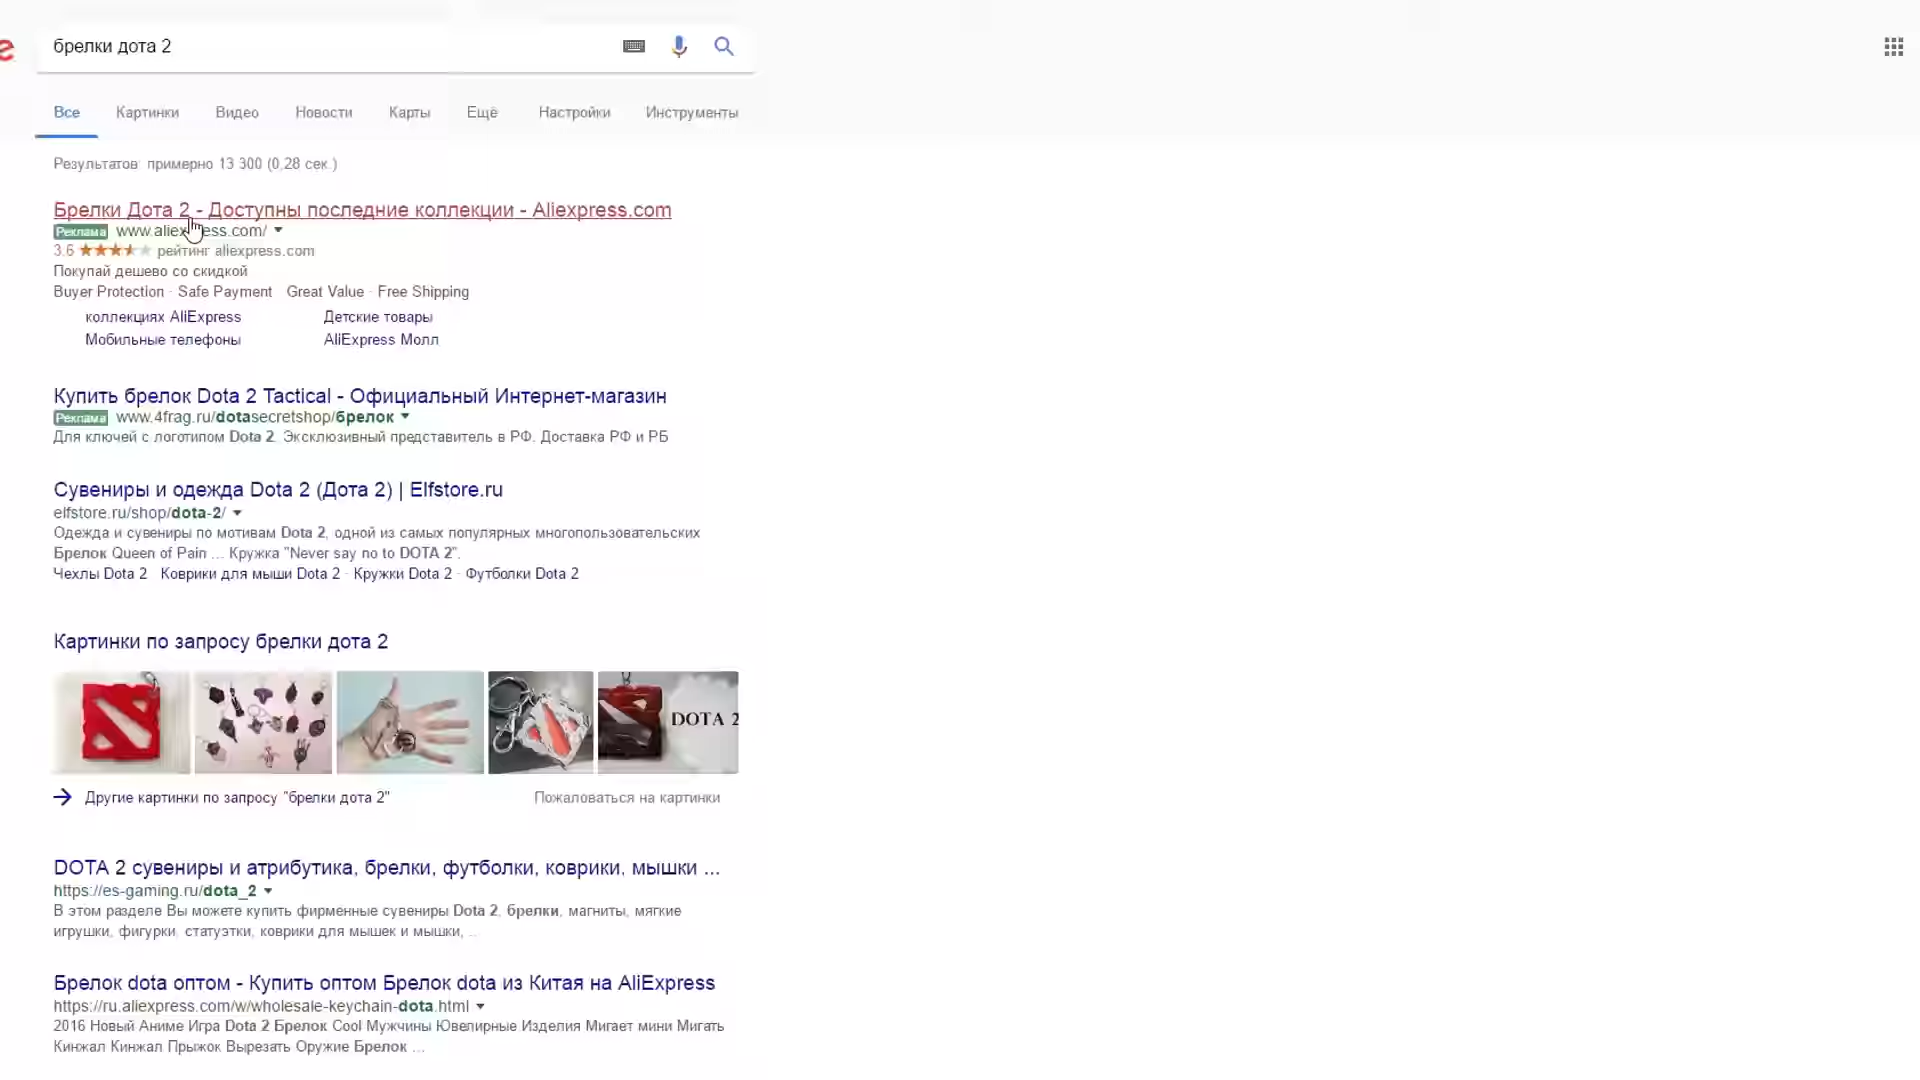 e
брелки дота 2
Все Картинки Видео Новости Карты Ещё Настройки Инструменты
Результатов: примерно 13 300 (0,28 сек.)
Брелки Дота 2 - Доступны последние коллекции - Aliexpress.com
Реклама www.aliexpress.com/
3,6 рейтинг aliexpress.com
Покупай дешево со скидкой
Buyer Protection · Safe Payment · Great Value · Free Shipping
коллекциях AliExpress Детские товары
Мобильные телефоны AliExpress Молл
Купить брелок Dota 2 Tactical - Официальный Интернет-магазин
Реклама www.4frag.ru/dotasecretshop/брелок
Для ключей с логотипом Dota 2. Эксклюзивный представитель в РФ. Доставка РФ и РБ
Сувениры и одежда Dota 2 (Дота 2) | Elfstore.ru
elfstore.ru/shop/dota-2/
Одежда и сувениры по мотивам Dota 2, одной из самых популярных многопользовательских
Брелок Queen of Pain ... Кружка "Never say no to DOTA 2".
Чехлы Dota 2 · Коврики для мыши Dota 2 · Кружки Dota 2 · Футболки Dota 2
Картинки по запросу брелки дота 2
DOTA 2
Другие картинки по запросу "брелки дота 2" Пожаловаться на картинки
DOTA 2 сувениры и атрибутика, брелки, футболки, коврики, мышки ...
https://es-gaming.ru/dota_2
В этом разделе Вы можете купить фирменные сувениры Dota 2, брелки, магниты, мягкие
игрушки, фигурки, статуэтки, коврики для мышек и мышки, ...
Брелок dota оптом - Купить оптом Брелок dota из Китая на AliExpress
https://ru.aliexpress.com/w/wholesale-keychain-dota.html
2016 Новый Аниме Игра Dota 2 Брелок Cool Мужчины Ювелирные Изделия Мигает мини Мигать
Кинжал Кинжал Прыжок Вырезать Оружие Брелок ...